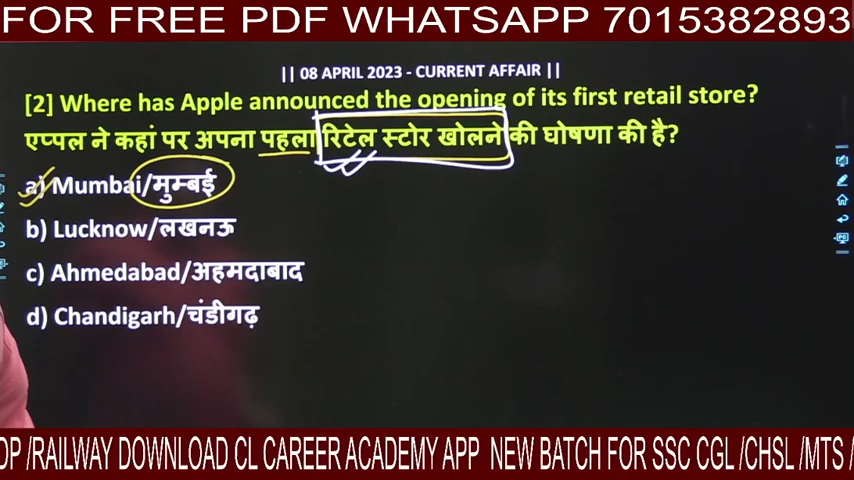 FOR FREE PDF WHATSAPP 7015382893
|| 08 APRIL 2023 - CURRENT AFFAIR ||
[2] Where has Apple announced the opening of its first retail store?
एप्पल ने कहां पर अपना पहला रिटेल स्टोर खोलने की घोषणा की है?
a) Mumbai/मुम्बई
b) Lucknow/लखनऊ
c) Ahmedabad/अहमदाबाद
d) Chandigarh/चंडीगढ़
OP /RAILWAY DOWNLOAD CL CAREER ACADEMY APP NEW BATCH FOR SSC CGL /CHSL /MTS /